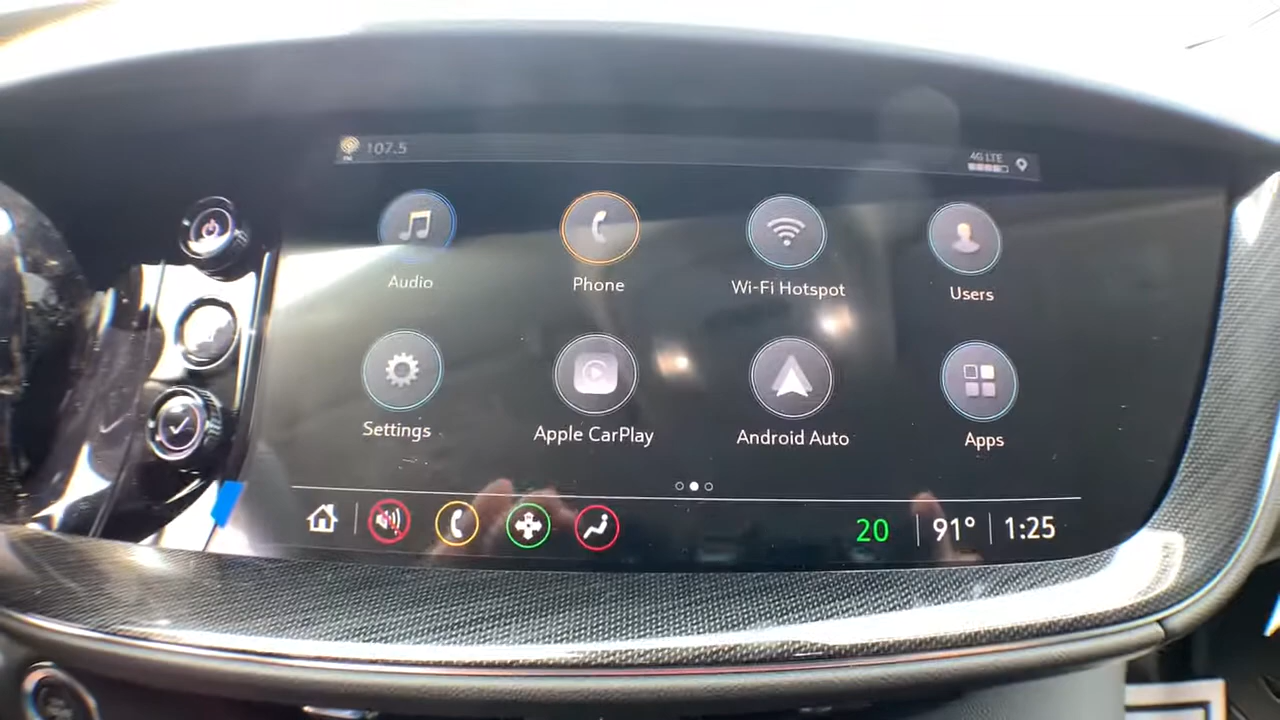 107.5
4G LTE
Audio
Phone
Wi-Fi Hotspot
Users
Settings
Apple CarPlay
Android Auto
Apps
20
91°
1:25